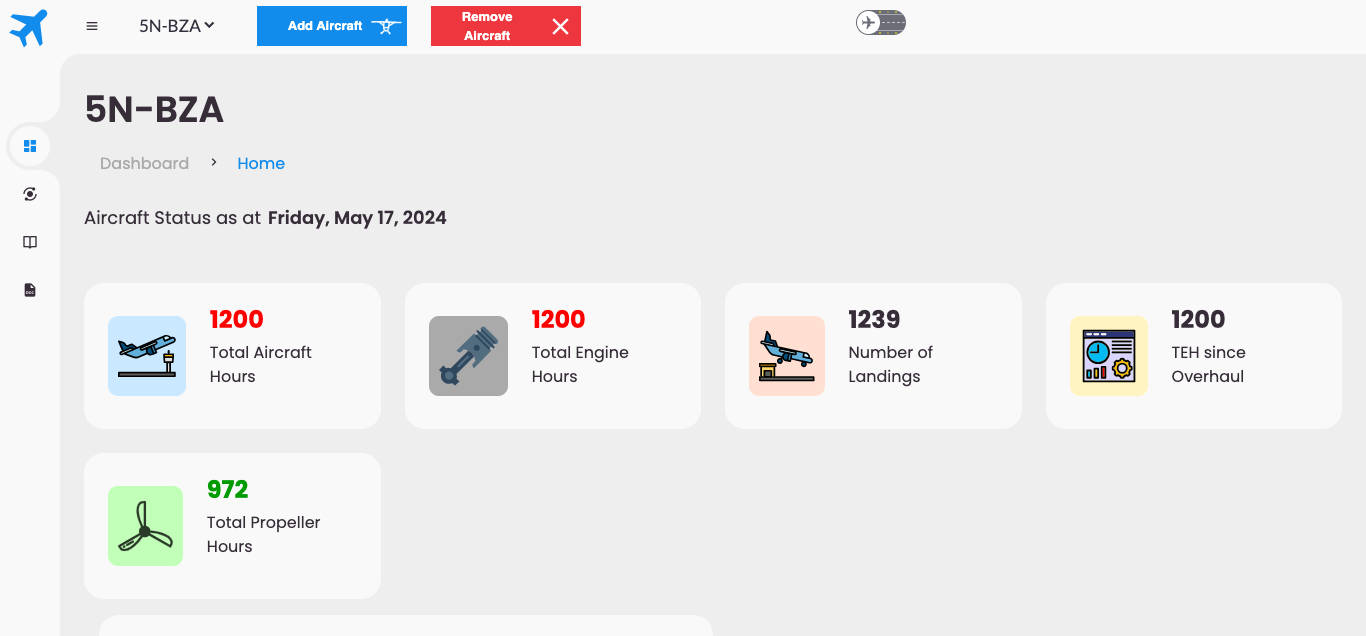 5N-BZA
Add Aircraft
Remove
Aircraft
5N-BZA
Dashboard > Home
Aircraft Status as at Friday, May 17, 2024
1200
Total Aircraft
Hours
1200
Total Engine
Hours
1239
Number of
Landings
1200
TEH since
Overhaul
972
Total Propeller
Hours